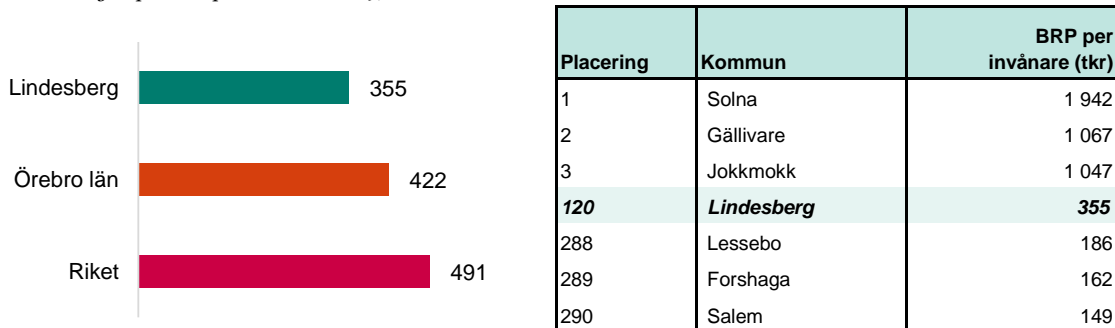 Lindesberg 355
Örebro län 422
Riket 491
Placering Kommun BRP per invånare (tkr)
1 Solna 1 942
2 Gällivare 1 067
3 Jokkmokk 1 047
120 Lindesberg 355
288 Lessebo 186
289 Forshaga 162
290 Salem 149